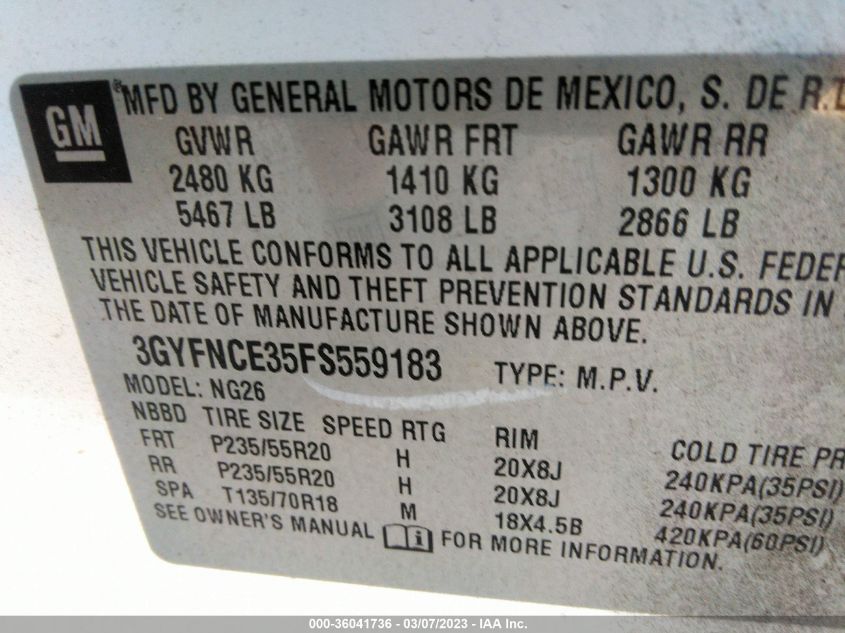 GM
® MFD BY GENERAL MOTORS DE MEXICO, S. DE R.L
GVWR GAWR FRT GAWR RR
2480 KG 1410 KG 1300 KG
5467 LB 3108 LB 2866 LB
THIS VEHICLE CONFORMS TO ALL APPLICABLE U.S. FEDER
VEHICLE SAFETY AND THEFT PREVENTION STANDARDS IN
THE DATE OF MANUFACTURE SHOWN ABOVE.
3GYFNCE35FS559183 TYPE: M.P.V.
MODEL: NG26
NBBD TIRE SIZE SPEED RTG RIM COLD TIRE PR
FRT P235/55R20 H 20X8J 240KPA(35PSI)
RR P235/55R20 H 20X8J 240KPA(35PSI)
SPA T135/70R18 M 18X4.5B 420KPA(60PSI)
SEE OWNER'S MANUAL FOR MORE INFORMATION.
000-36041736 - 03/07/2023 - IAA Inc.